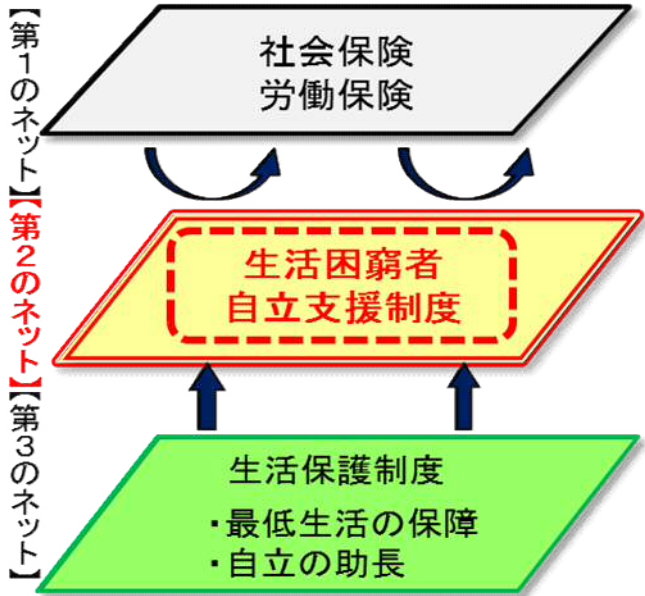 【第1のネット】
社会保険
労働保険
【第2のネット】
生活困窮者
自立支援制度
【第3のネット】
生活保護制度
・最低生活の保障
・自立の助長